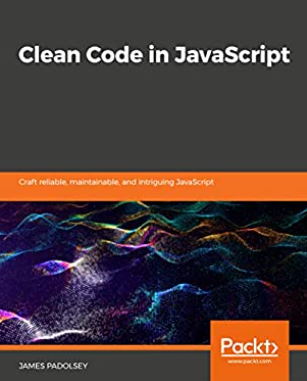 Clean Code in JavaScript
Craft reliable, maintainable, and intriguing JavaScript
JAMES PADOLSEY
Packt>
www.packt.com